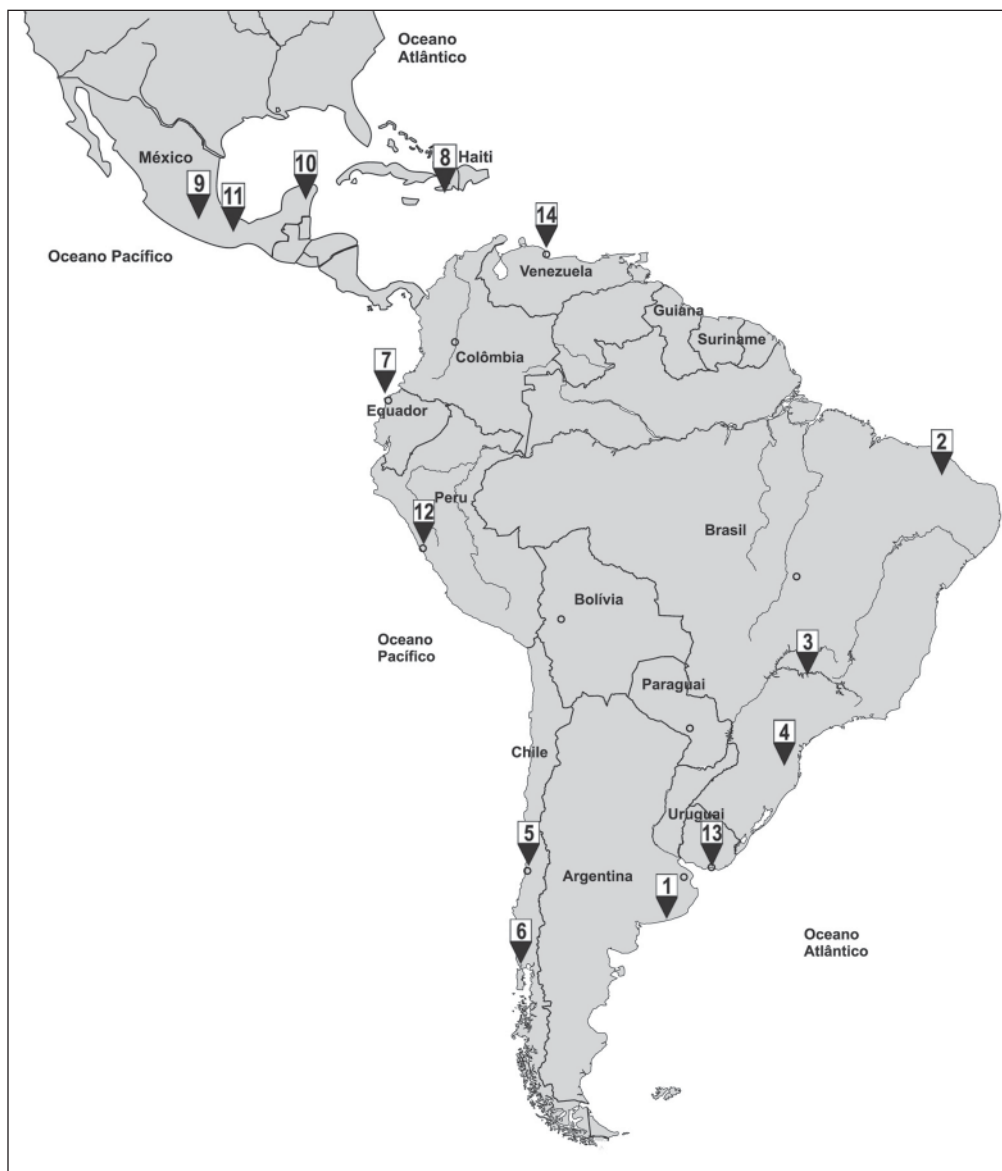 Oceano
Atlântico
8
Haiti
México
10
9
11
14
Oceano Pacífico
Venezuela
Guiana
Suriname
Colômbia
7
Equador
2
Peru
12
Brasil
Bolívia
Oceano
Pacífico
3
Paraguai
4
Chile
Uruguai
5
13
Argentina
1
6
Oceano
Atlântico